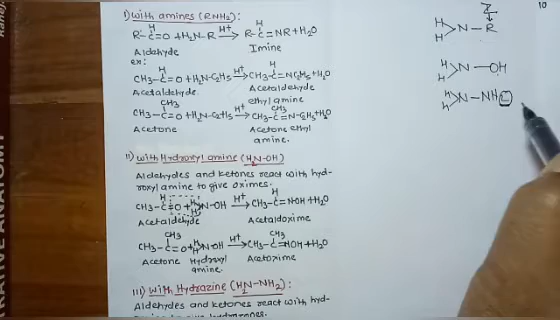 I) with amines (RNH2):
H
R-C=O + H2N-R H+→ R-C=NR + H2O
H
Aldahyde Imine
ex:
H H
CH3-C=O + H2N-C2H5 H+→ CH3-C=NC2H5 + H2O
Acetaldehyde Acetaldehyde
ethyl amine
CH3 CH3
CH3-C=O + H2N-C2H5 H+→ CH3-C=N-C2H5 + H2O
Acetone Acetone ethyl
amine.
II) with Hydroxyl amine (H2N-OH)
Aldehydes and ketones react with hyd-
roxyl amine to give oximes.
H H
CH3-C=O + H2N-OH H+→ CH3-C=NOH + H2O
Acetaldehyde Acetaldoxime
CH3 CH3
CH3-C=O + H2N-OH H+→ CH3-C=NOH + H2O
Acetone Hydroxyl Acetoxime
amine.
III) with Hydrazine (H2N-NH2):
Aldehydes and ketones react with hyd-
Z
H
H N-R
H
H N-OH
H
H N-NH
10